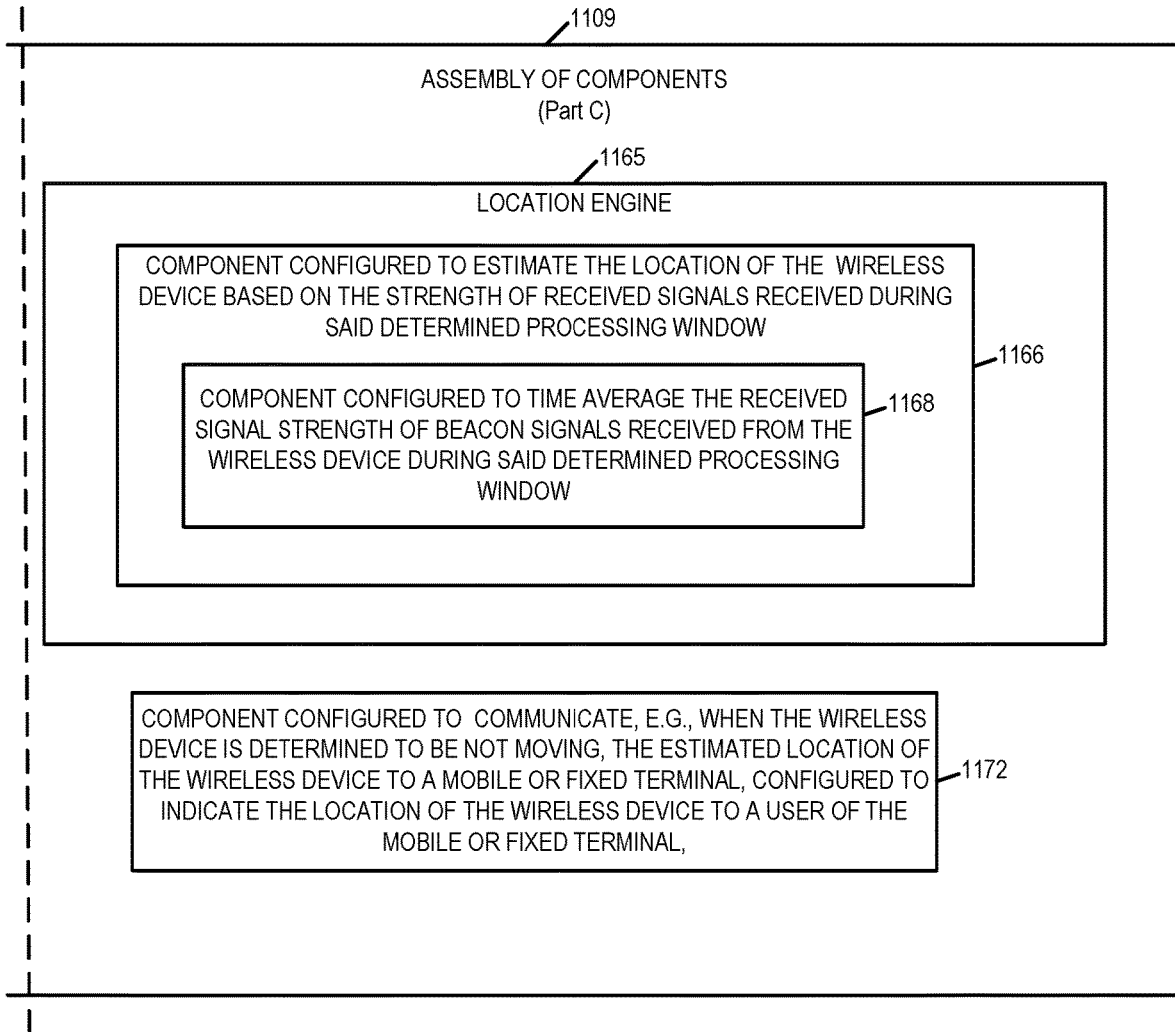 1109
ASSEMBLY OF COMPONENTS
(Part C)
1165
LOCATION ENGINE
COMPONENT CONFIGURED TO ESTIMATE THE LOCATION OF THE WIRELESS
DEVICE BASED ON THE STRENGTH OF RECEIVED SIGNALS RECEIVED DURING
SAID DETERMINED PROCESSING WINDOW
1166
COMPONENT CONFIGURED TO TIME AVERAGE THE RECEIVED
SIGNAL STRENGTH OF BEACON SIGNALS RECEIVED FROM THE
WIRELESS DEVICE DURING SAID DETERMINED PROCESSING
WINDOW
1168
COMPONENT CONFIGURED TO COMMUNICATE, E.G., WHEN THE WIRELESS
DEVICE IS DETERMINED TO BE NOT MOVING, THE ESTIMATED LOCATION OF
THE WIRELESS DEVICE TO A MOBILE OR FIXED TERMINAL, CONFIGURED TO
INDICATE THE LOCATION OF THE WIRELESS DEVICE TO A USER OF THE
MOBILE OR FIXED TERMINAL,
1172